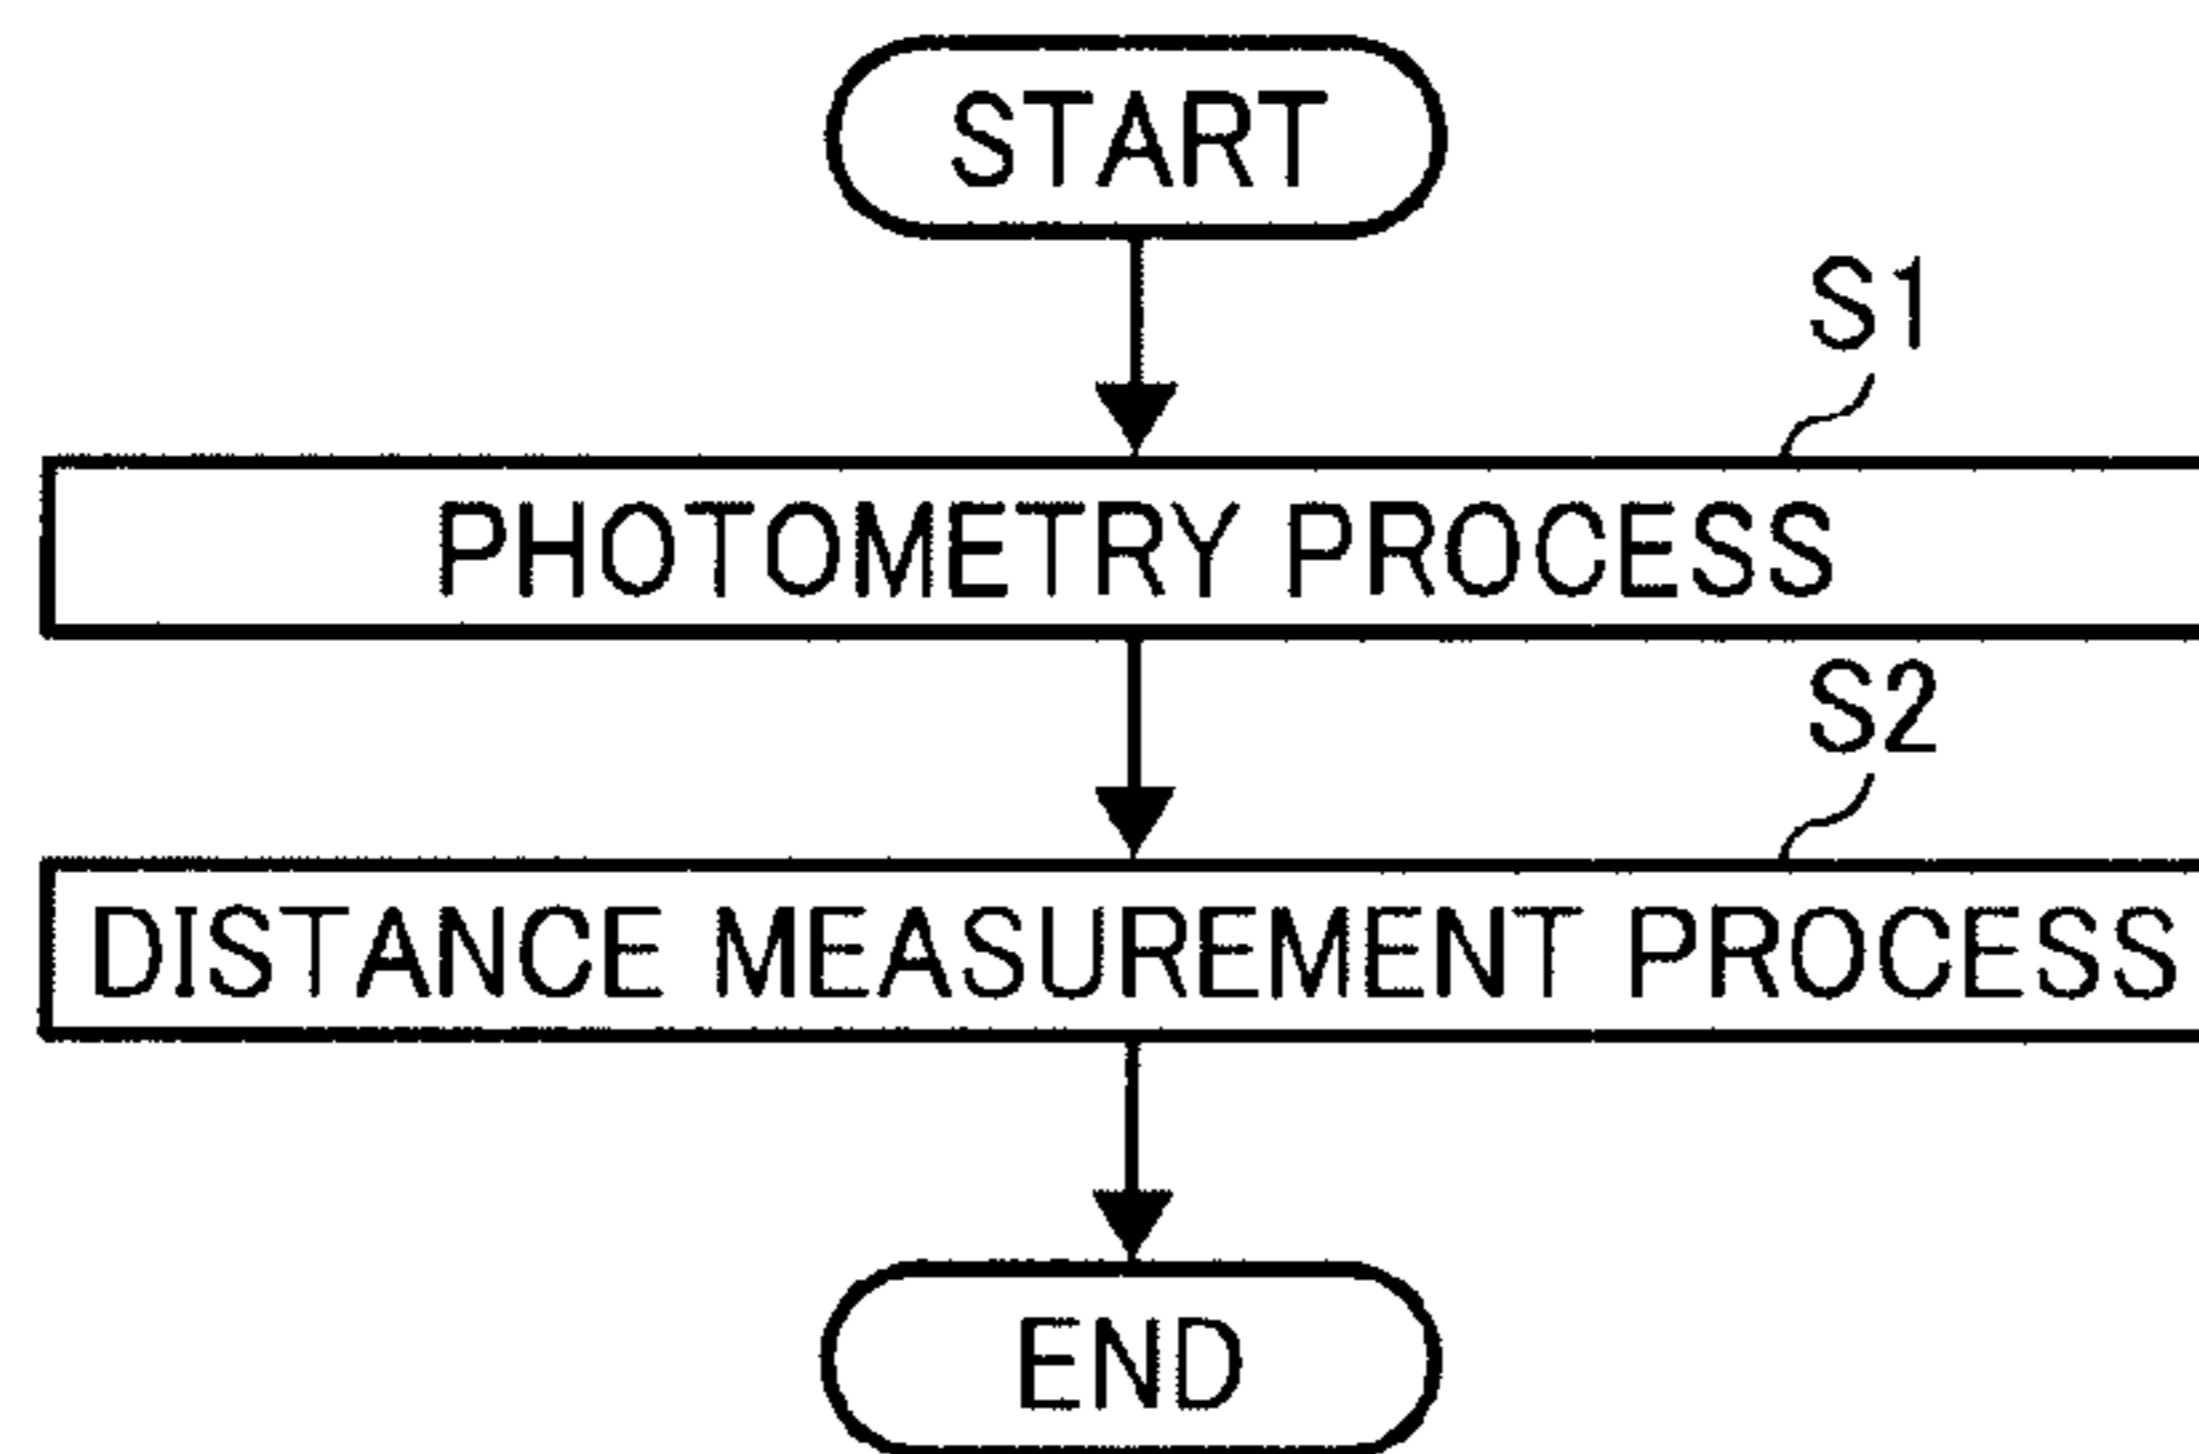 START
S1
PHOTOMETRY PROCESS
S2
DISTANCE MEASUREMENT PROCESS
END